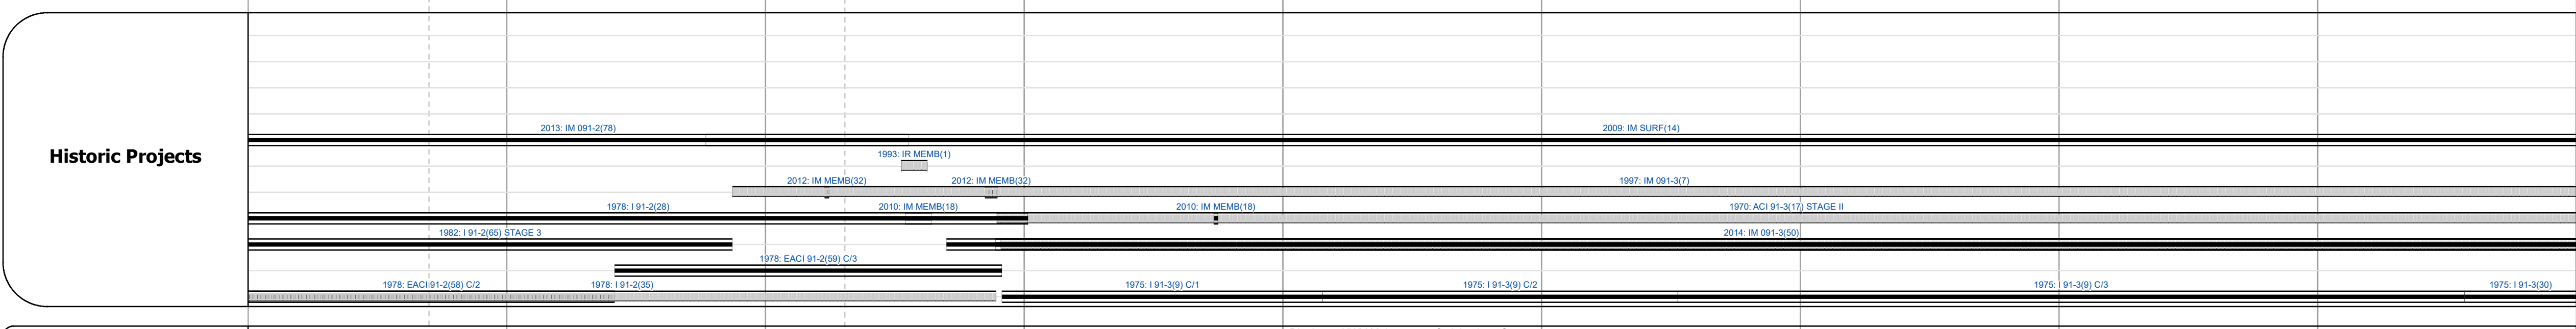 Historic Projects
2013: IM 091-2(78)
2009: IM SURF(14)
1993: IR MEMB(1)
2012: IM MEMB(32)
2012: IM MEMB(32)
1997: IM 091-3(7)
1978: I 91-2(28)
2010: IM MEMB(18)
2010: IM MEMB(18)
1970: ACI 91-3(17) STAGE II
1982: I 91-2(65) STAGE 3
2014: IM 091-3(50)
1978: EACI 91-2(59) C/3
1978: EACI 91-2(58) C/2
1978: I 91-2(35)
1975: I 91-3(9) C/1
1975: I 91-3(9) C/2
1975: I 91-3(9) C/3
1975: I 91-3(30)